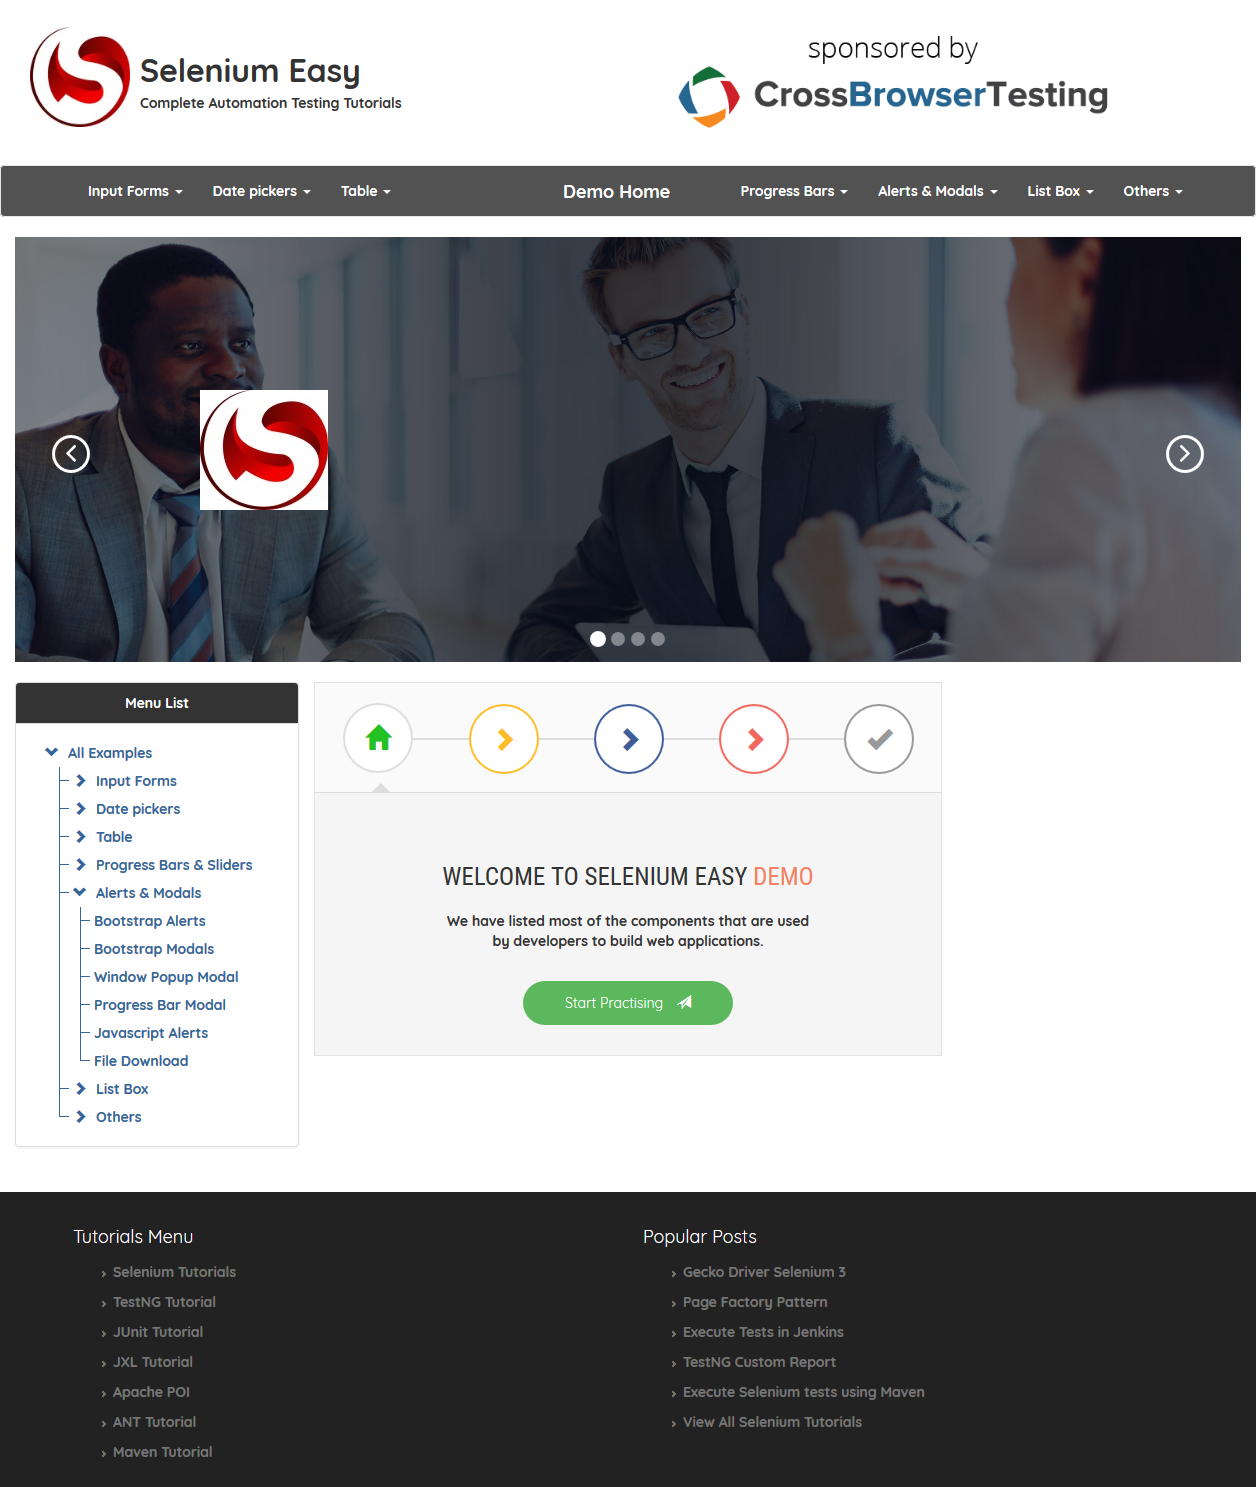 Selenium Easy
Complete Automation Testing Tutorials
sponsored by
CrossBrowserTesting
Input Forms
Date pickers
Table
Demo Home
Progress Bars
Alerts & Modals
List Box
Others
Menu List
All Examples
Input Forms
Date pickers
Table
Progress Bars & Sliders
Alerts & Modals
Bootstrap Alerts
Bootstrap Modals
Window Popup Modal
Progress Bar Modal
Javascript Alerts
File Download
List Box
Others
WELCOME TO SELENIUM EASY DEMO
We have listed most of the components that are used
by developers to build web applications.
Start Practising
Tutorials Menu
Selenium Tutorials
TestNG Tutorial
JUnit Tutorial
JXL Tutorial
Apache POI
ANT Tutorial
Maven Tutorial
Popular Posts
Gecko Driver Selenium 3
Page Factory Pattern
Execute Tests in Jenkins
TestNG Custom Report
Execute Selenium tests using Maven
View All Selenium Tutorials